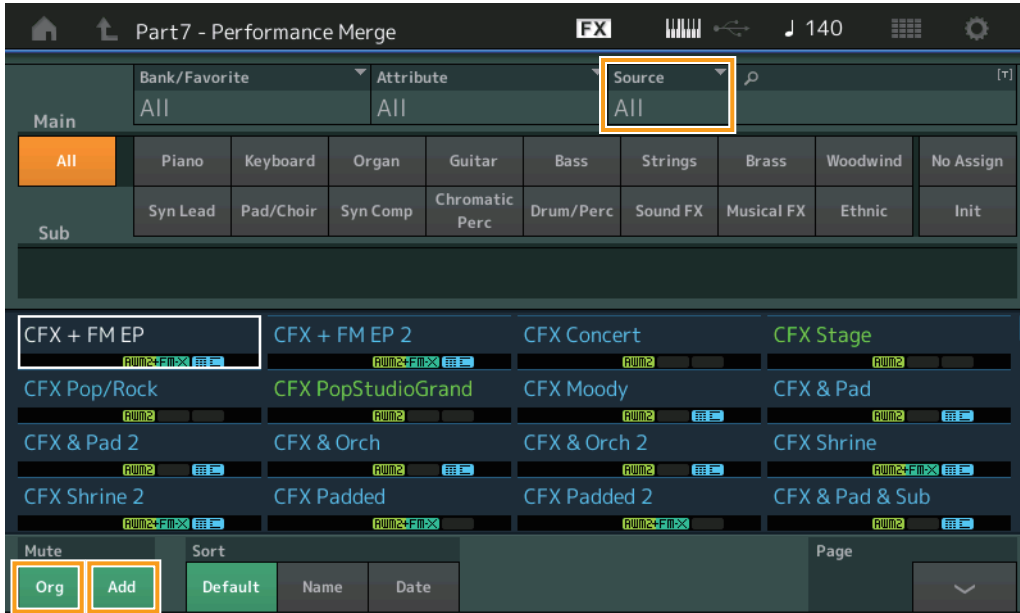 Part7 - Performance Merge FX 140
Bank/Favorite Attribute Source [T]
All All All
Main
All Piano Keyboard Organ Guitar Bass Strings Brass Woodwind No Assign
Syn Lead Pad/Choir Syn Comp Chromatic Perc Drum/Perc Sound FX Musical FX Ethnic Init
Sub
CFX + FM EP CFX + FM EP 2 CFX Concert CFX Stage
AWM2+FM-X AWM2+FM-X AWM2 AWM2
CFX Pop/Rock CFX PopStudioGrand CFX Moody CFX & Pad
AWM2 AWM2 AWM2 AWM2
CFX & Pad 2 CFX & Orch CFX & Orch 2 CFX Shrine
AWM2 AWM2 AWM2 AWM2+FM-X
CFX Shrine 2 CFX Padded CFX Padded 2 CFX & Pad & Sub
AWM2+FM-X AWM2+FM-X AWM2+FM-X AWM2
Mute Sort Page
Org Add Default Name Date